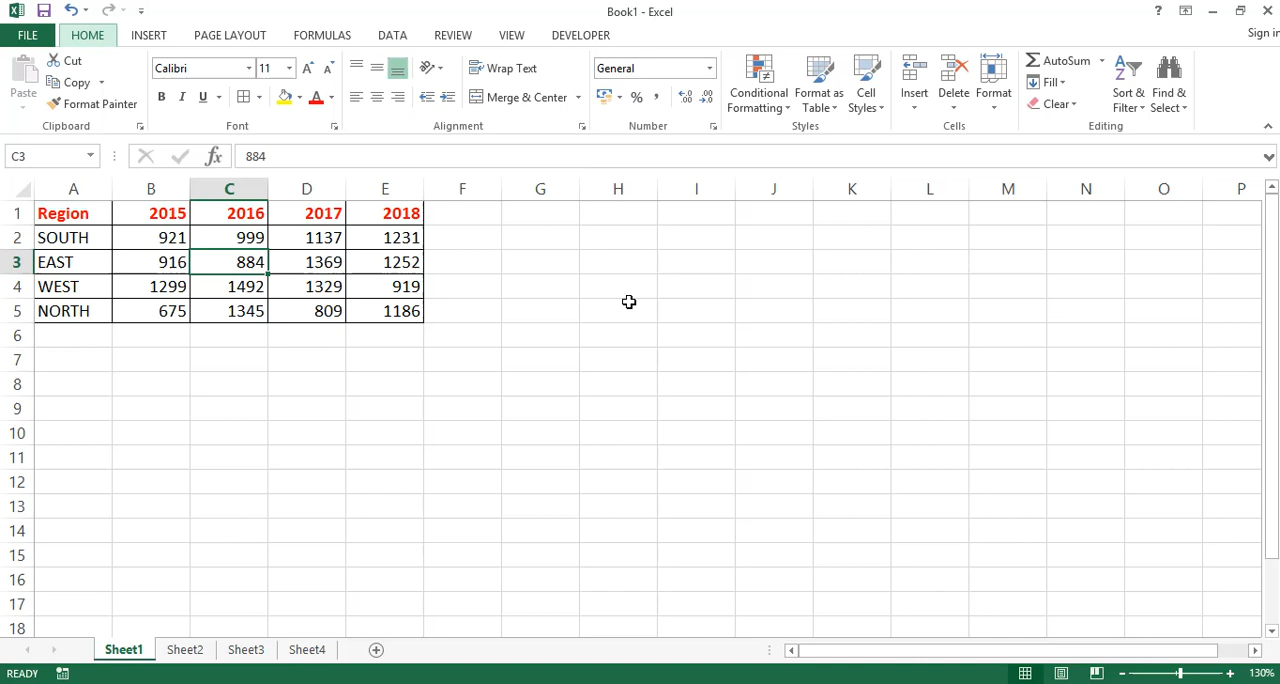 Book1 - Excel
?
FILE HOME INSERT PAGE LAYOUT FORMULAS DATA REVIEW VIEW DEVELOPER
Sign in
Paste
Cut
Copy
Format Painter
Clipboard
Calibri 11
A A
B I U A
Font
Wrap Text
Merge & Center
Alignment
General
% , .0 .00 .00 .0
Number
Conditional Formatting
Format as Table
Cell Styles
Styles
Insert Delete Format
Cells
AutoSum
Fill
Clear
Sort & Filter
Find & Select
Editing
C3 fx 884
A B C D E F G H I J K L M N O P
1 Region 2015 2016 2017 2018
2 SOUTH 921 999 1137 1231
3 EAST 916 884 1369 1252
4 WEST 1299 1492 1329 919
5 NORTH 675 1345 809 1186
6
7
8
9
10
11
12
13
14
15
16
17
18
Sheet1 Sheet2 Sheet3 Sheet4
READY 130%